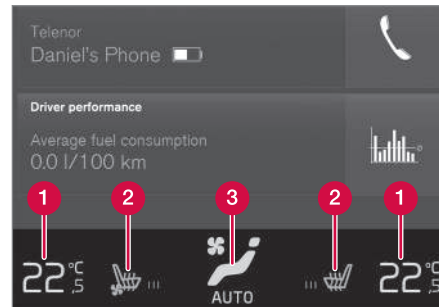 Telenor
Daniel's Phone
Driver performance
Average fuel consumption
0.0 l/100 km
1 2 3 2 1
22 °C ,5 22 °C ,5
AUTO